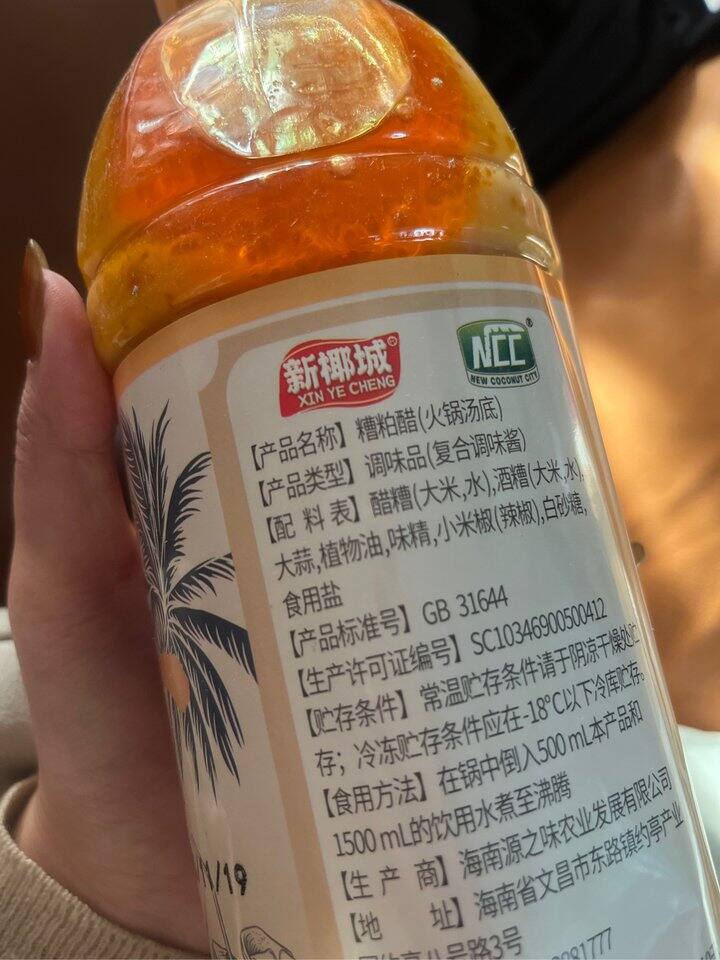 新椰城®
XIN YE CHENG
NCC®
NEW COCONUT CITY
【产品名称】糟粕醋(火锅汤底)
【产品类型】调味品(复合调味酱)
【配 料 表】醋糟(大米,水),酒糟(大米,水),
大蒜,植物油,味精,小米椒(辣椒),白砂糖,
食用盐
【产品标准号】GB 31644
【生产许可证编号】SC10346900500412
【贮存条件】常温贮存条件请于阴凉干燥处贮
存；冷冻贮存条件应在-18°C以下冷库贮存。
【食用方法】在锅中倒入500 mL本产品和
1500 mL的饮用水煮至沸腾
【生 产 商】海南源之味农业发展有限公司
【地 址】海南省文昌市东路镇约亭产业
号路3号
1777
11/19